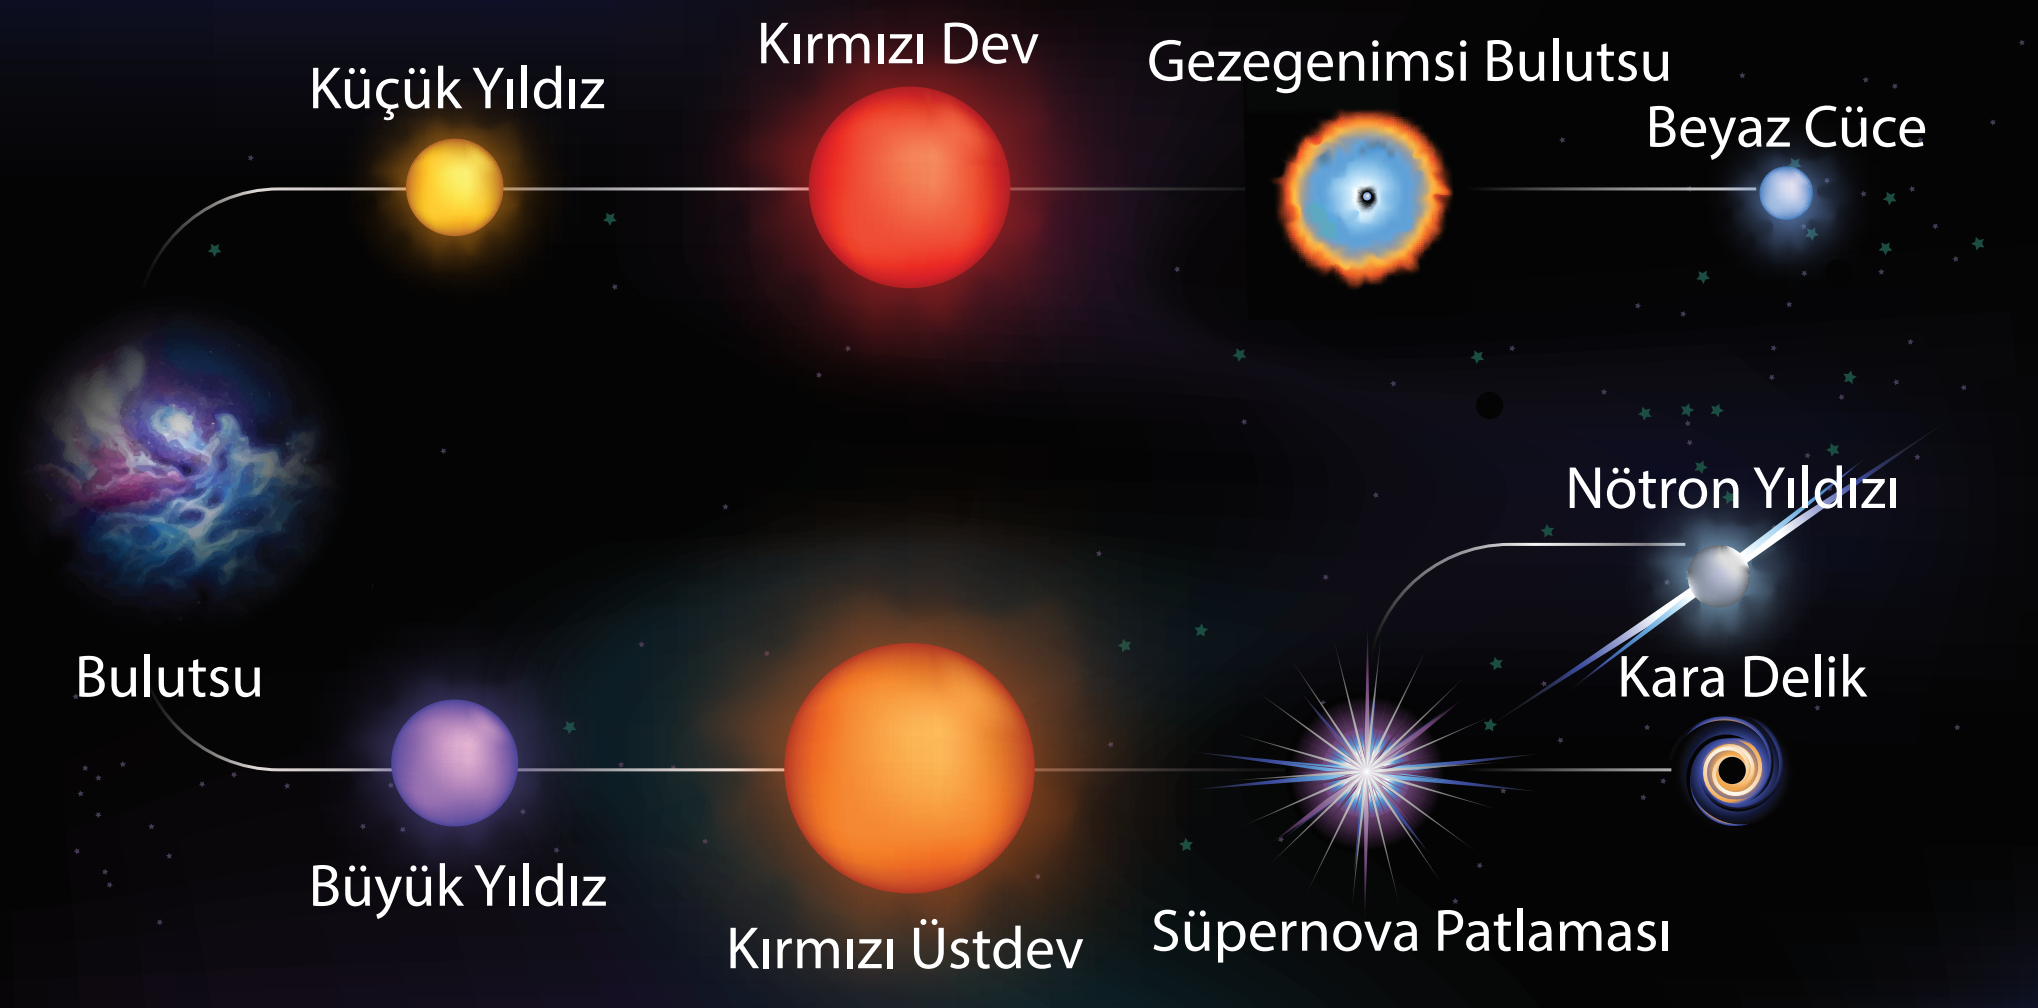 Küçük Yıldız
Kırmızı Dev
Gezegenimsi Bulutsu
Beyaz Cüce
Nötron Yıldızı
Bulutsu
Kara Delik
Büyük Yıldız
Kırmızı Üstdev
Süpernova Patlaması